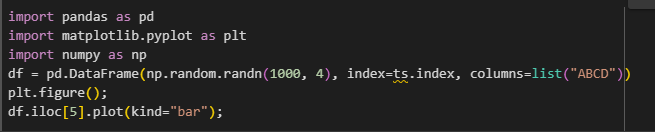 import pandas as pd
import matplotlib.pyplot as plt
import numpy as np
df = pd.DataFrame(np.random.randn(1000, 4), index=ts.index, columns=list("ABCD"))
plt.figure();
df.iloc[5].plot(kind="bar");